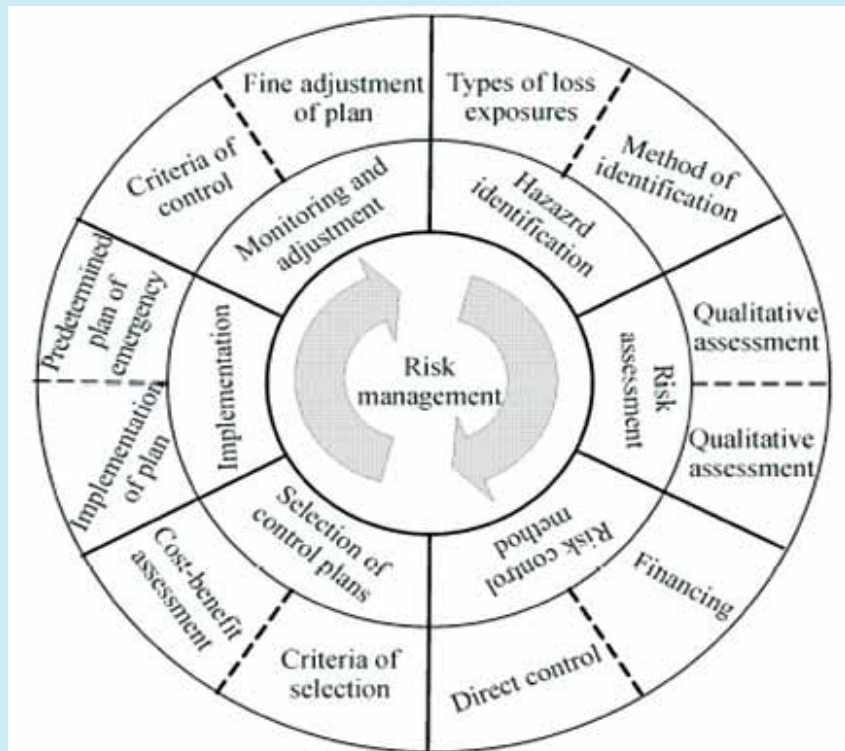 Fine adjustment
of plan
Types of loss
exposures
Criteria of
control
Method of
identification
Monitoring and
adjustment
Hazazrd
identification
Predetermined
plan of
emergency
Implementation
Risk
management
Risk
assessment
Qualitative
assessment
Qualitative
assessment
Implementation
of plan
Selection of
control plans
Risk control
method
Cost-benefit
assessment
Financing
Criteria of
selection
Direct control